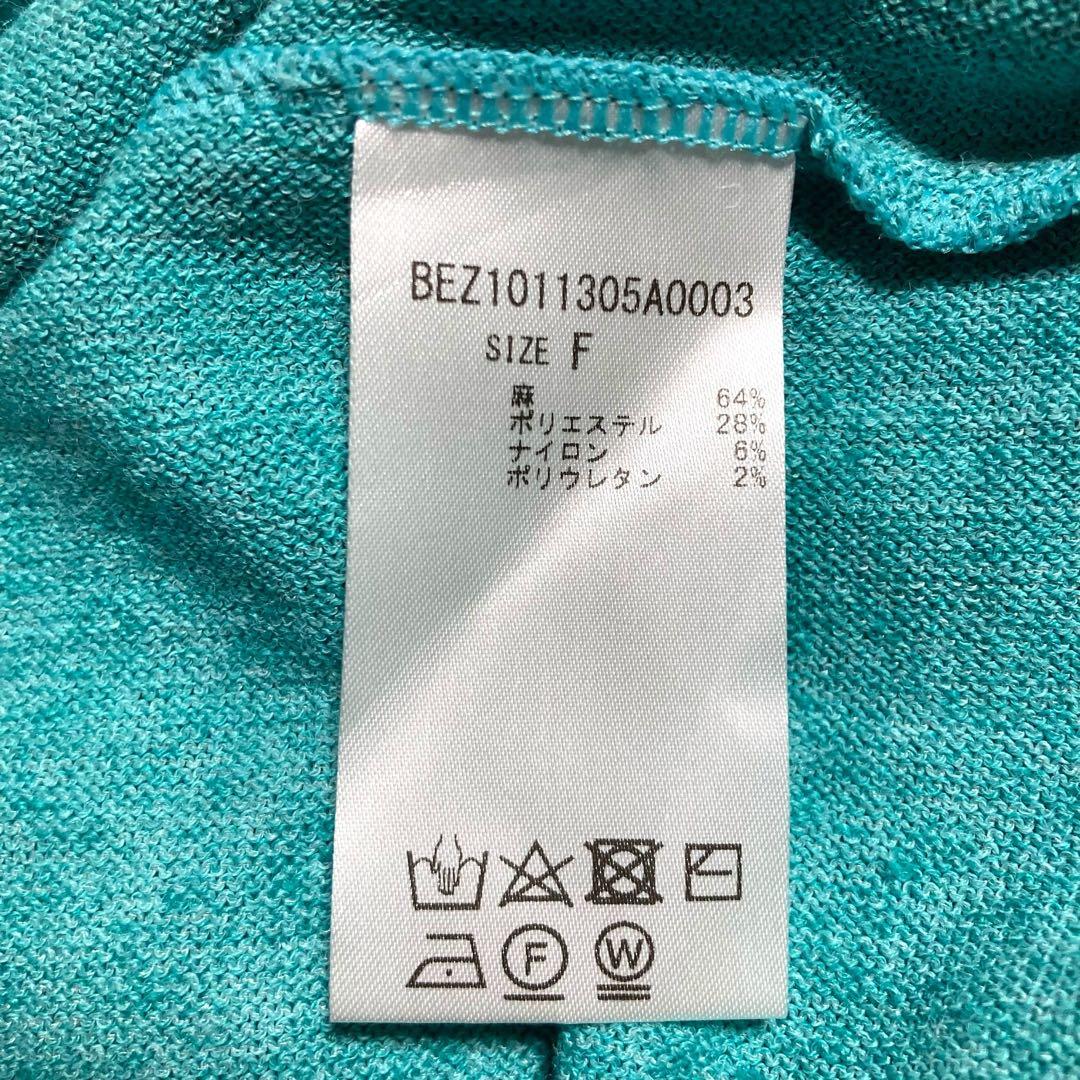 BEZ1011305A0003
SIZE F
麻 64%
ポリエステル 28%
ナイロン 6%
ポリウレタン 2%
F W